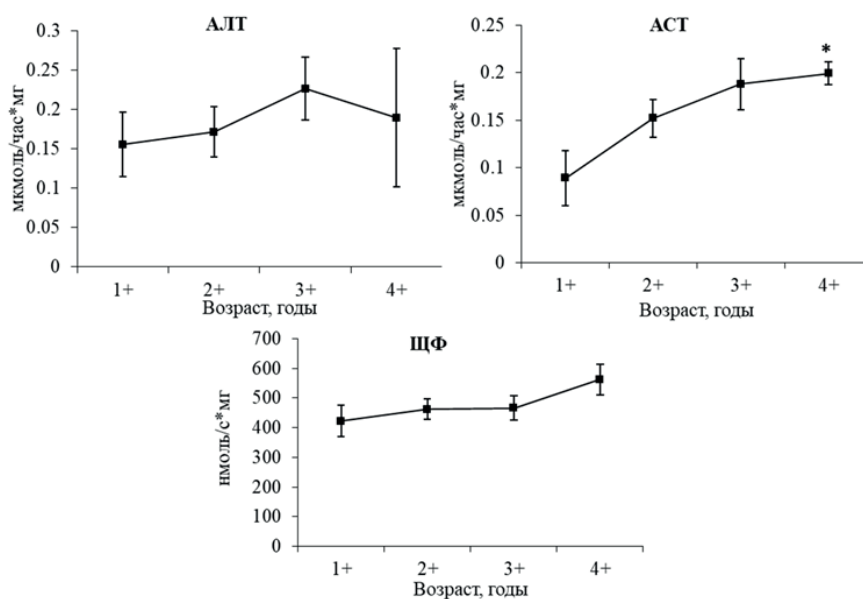 АЛТ
мкмоль/час*мг
0.3
0.25
0.2
0.15
0.1
0.05
0
1+ 2+ 3+ 4+
Возраст, годы
АСТ
мкмоль/час*мг
0.25
0.2
0.15
0.1
0.05
0
*
1+ 2+ 3+ 4+
Возраст, годы
ЩФ
нмоль/с*мг
700
600
500
400
300
200
100
0
1+ 2+ 3+ 4+
Возраст, годы